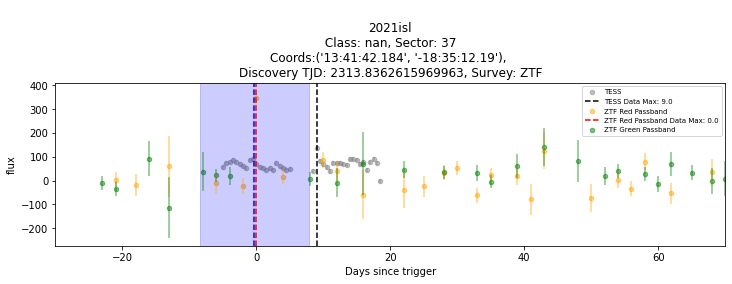 2021isl
Class: nan, Sector: 37
Coords:('13:41:42.184', '-18:35:12.19'),
Discovery TJD: 2313.8362615969963, Survey: ZTF
400
300
200
100
0
−100
−200
flux
TESS
TESS Data Max: 9.0
ZTF Red Passband
ZTF Red Passband Data Max: 0.0
ZTF Green Passband
−20 0 20 40 60
Days since trigger